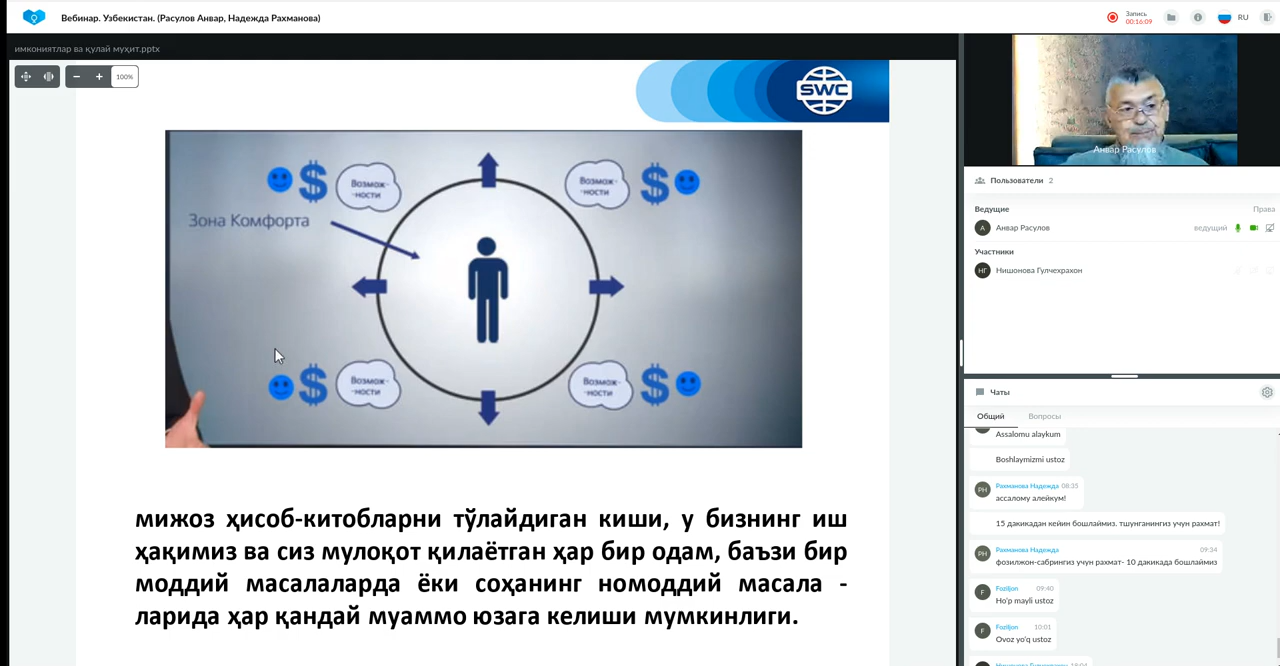 Вебинар. Узбекистан. (Расулов Анвар, Надежда Рахманова)
Запись
00:16:09
RU
имкониятлар ва қулай муҳит.pptx
100%
SWC
Возмож-
-ности
Возмож-
-ности
Зона Комфорта
Возмож-
-ности
Возмож-
-ности
мижоз ҳисоб-китобларни тўлайдиган киши, у бизнинг иш
ҳақимиз ва сиз мулоқот қилаётган ҳар бир одам, баъзи бир
моддий масалаларда ёки соҳанинг номоддий масала -
ларида ҳар қандай муаммо юзага келиши мумкинлиги.
Анвар Расулов
Пользователи 2
Ведущие Права
А Анвар Расулов ведущий
Участники
НГ Нишонова Гулчехрахон
Чаты
Общий Вопросы
Assalomu alaykum
Boshlaymizmi ustoz
РН Рахманова Надежда 08:35
ассалому алейкум!
15 дакикадан кейин бошлаймиз. тшунганингиз учун рахмат!
РН Рахманова Надежда 09:34
фозилжон-сабрингиз учун рахмат- 10 дакикада бошлаймиз
F Foziljon 09:40
Ho'p mayli ustoz
F Foziljon 10:01
Ovoz yo'q ustoz